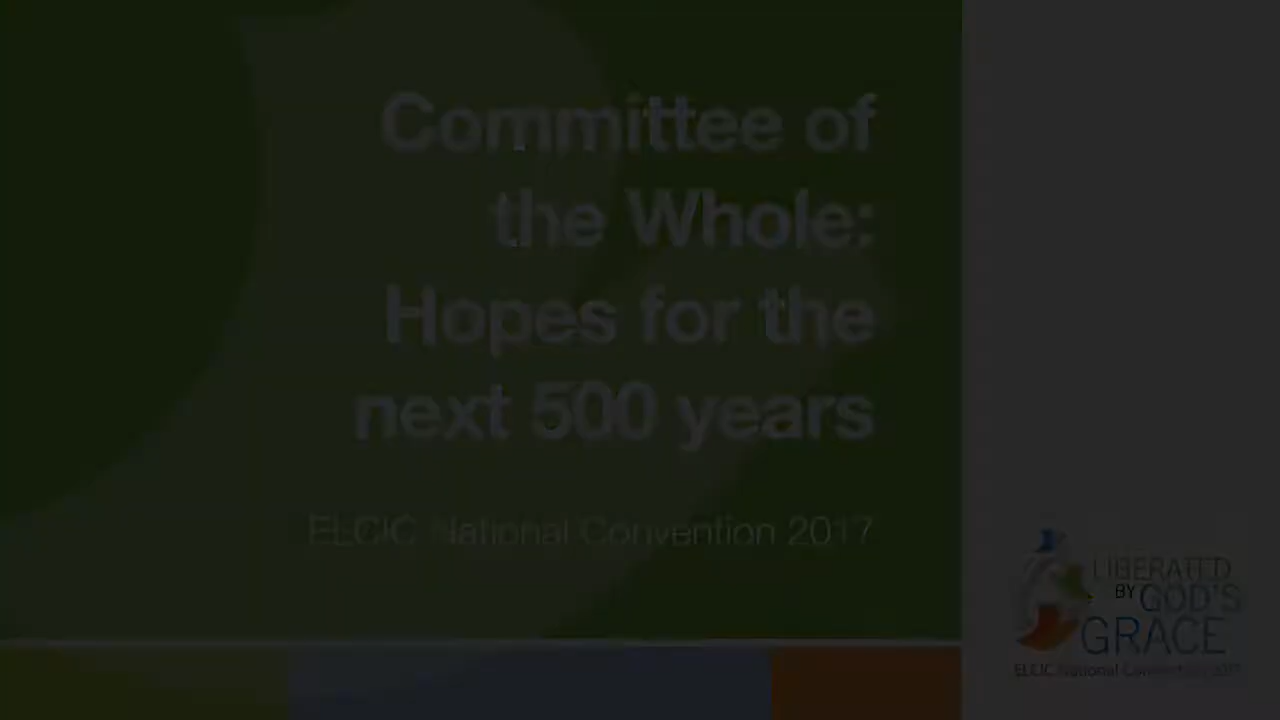 Committee of
the Whole:
Hopes for the
next 500 years
ELCIC National Convention 2017
LIBERATED
BY GOD'S
GRACE
ELCIC National Convention 2017